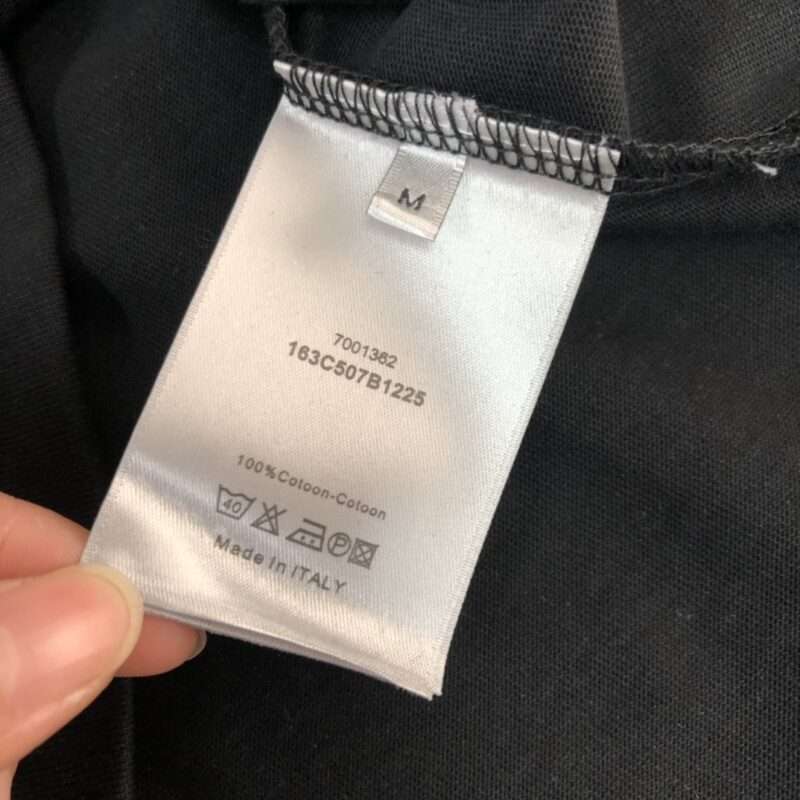 M
7001362
163C507B1225
100%Cotoon-Cotoon
40
P
Made in ITALY